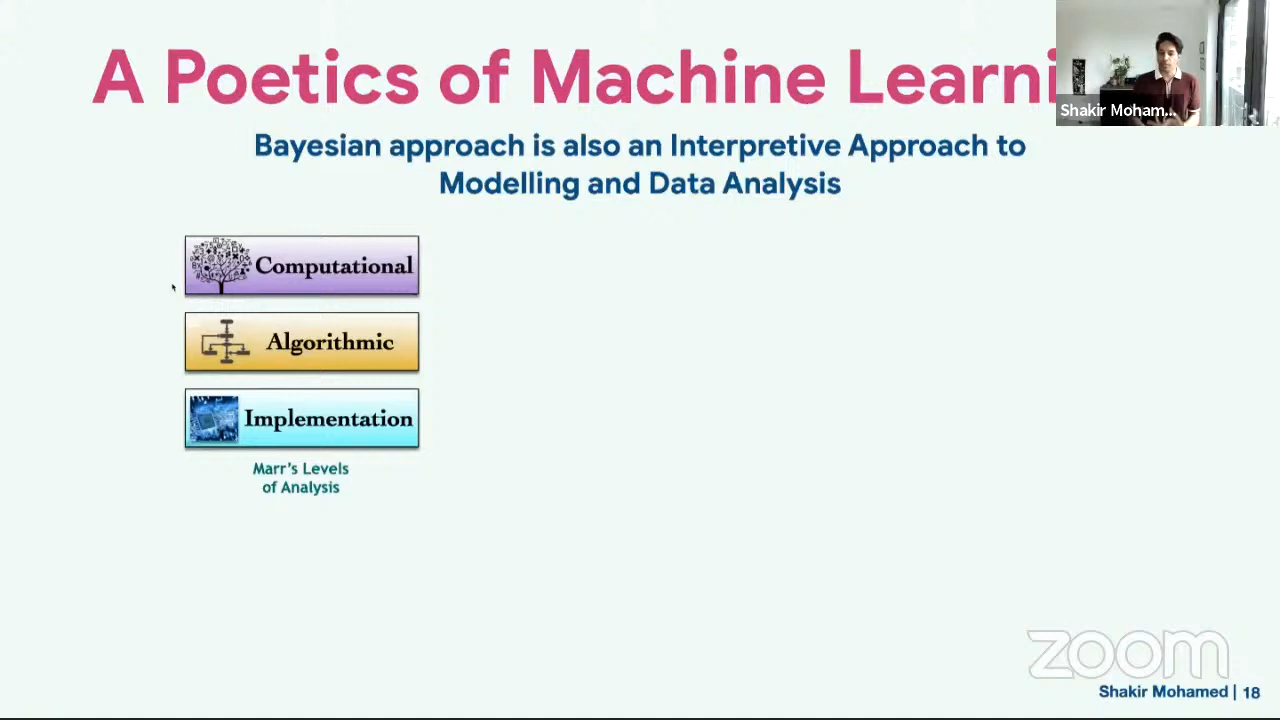 A Poetics of Machine Learni
Shakir Moham...
Bayesian approach is also an Interpretive Approach to
Modelling and Data Analysis
Computational
Algorithmic
Implementation
Marr's Levels
of Analysis
zoom
Shakir Mohamed | 18